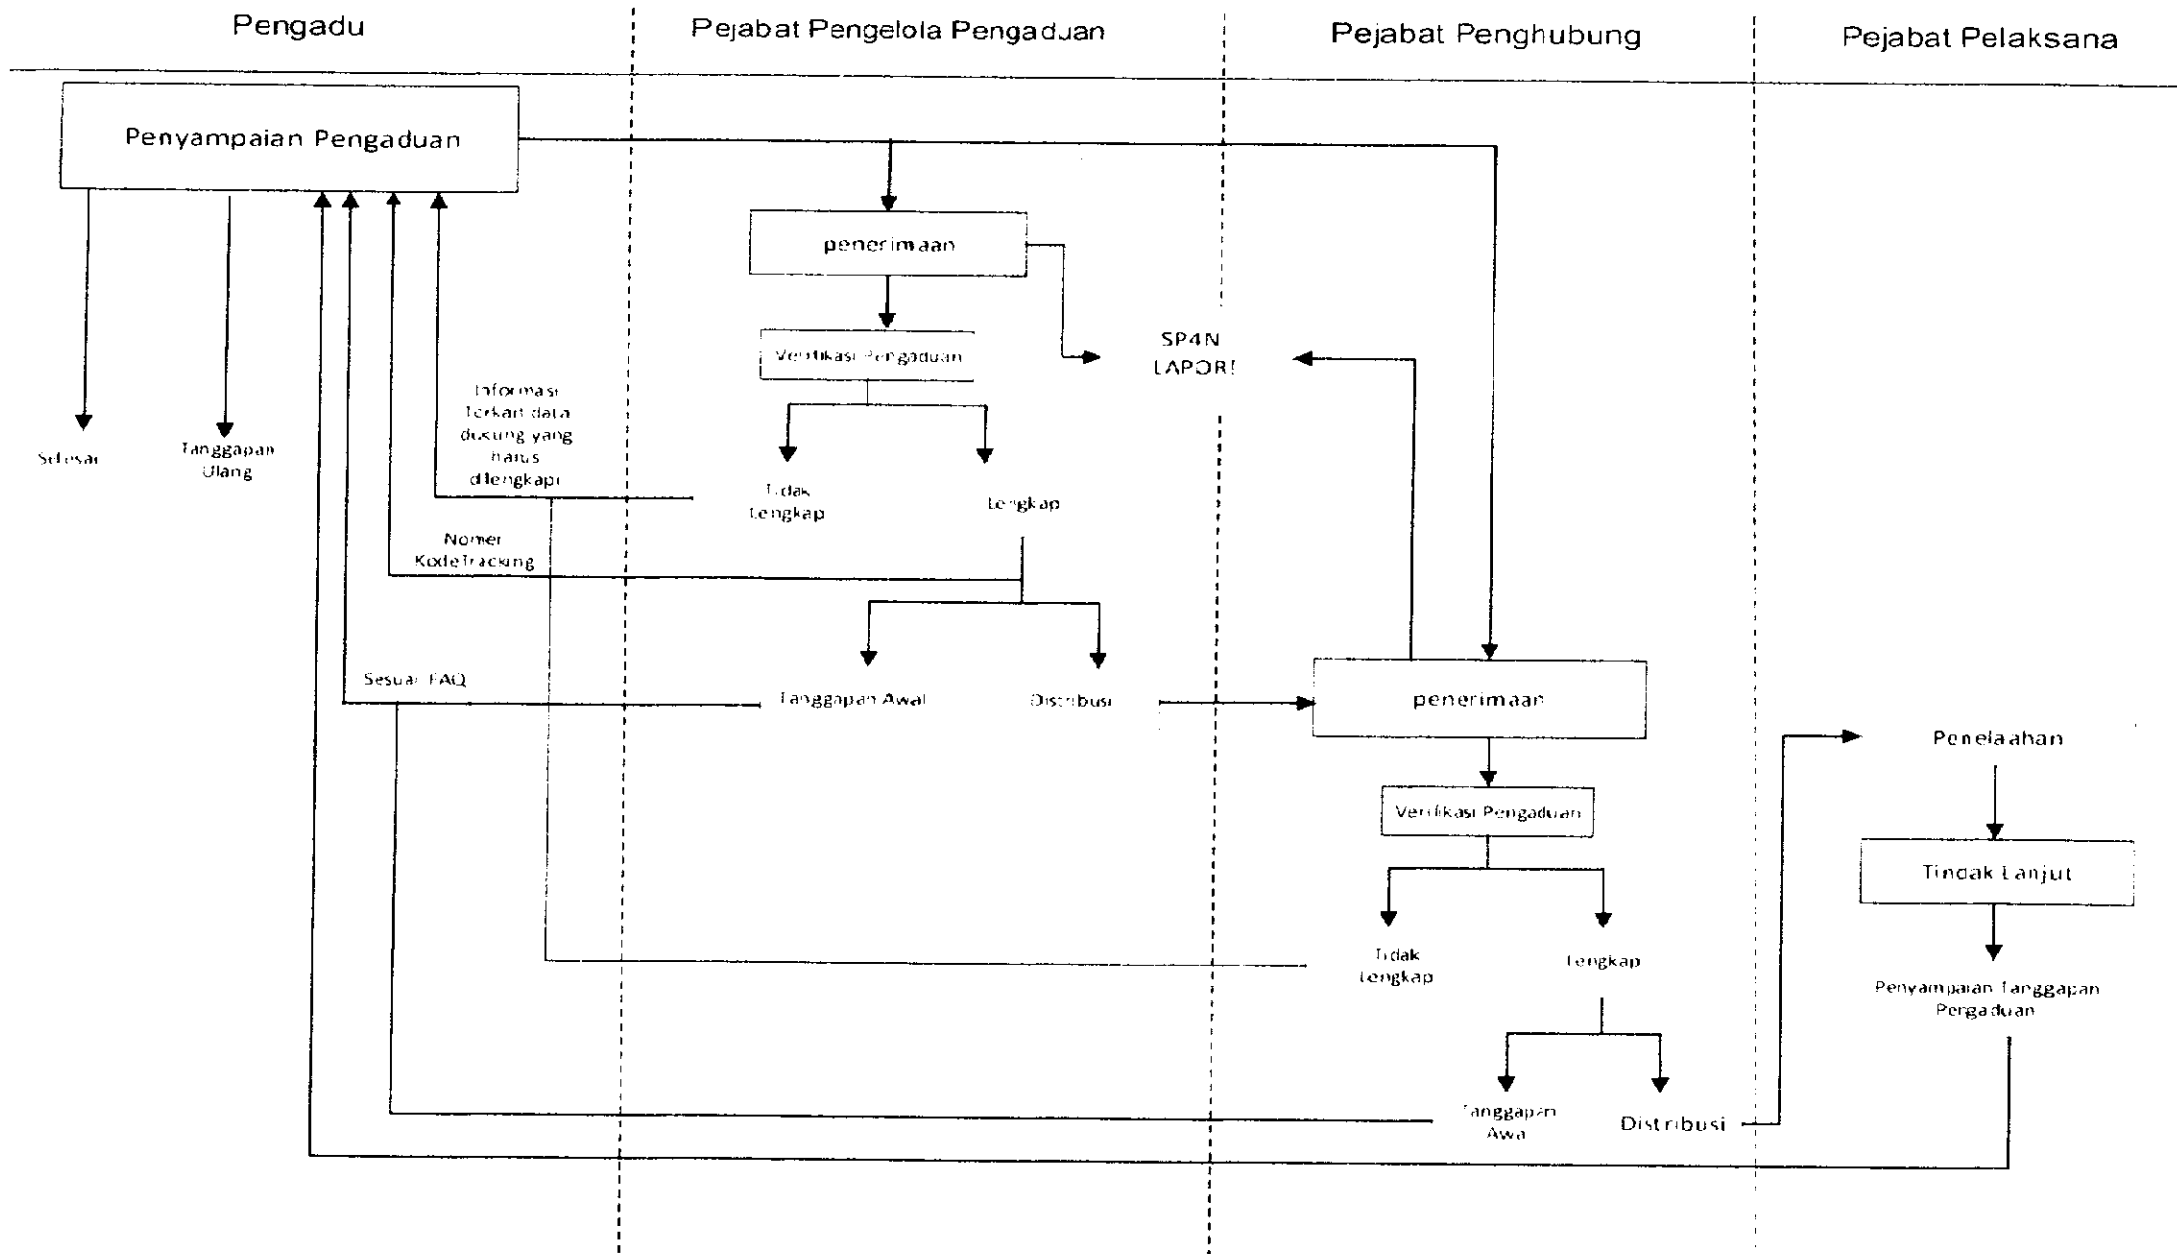 Pengadu
Pejabat Pengelola Pengaduan
Pejabat Penghubung
Pejabat Pelaksana
Penyampaian Pengaduan
penerimaan
SP4N
LAPOR!
Verifikasi Pengaduan
Informasi
Terkait data
dukung yang
harus
dilengkapi
Selesai
Tanggapan
Ulang
Tidak
Lengkap
Lengkap
Nomer
KodeTracking
Sesuai FAQ
Tanggapan Awal
Distribusi
penerimaan
Penelaahan
Verifikasi Pengaduan
Tindak Lanjut
Tidak
Lengkap
Lengkap
Penyampaian Tanggapan
Pergaduan
Tanggapan
Awa
Distribusi